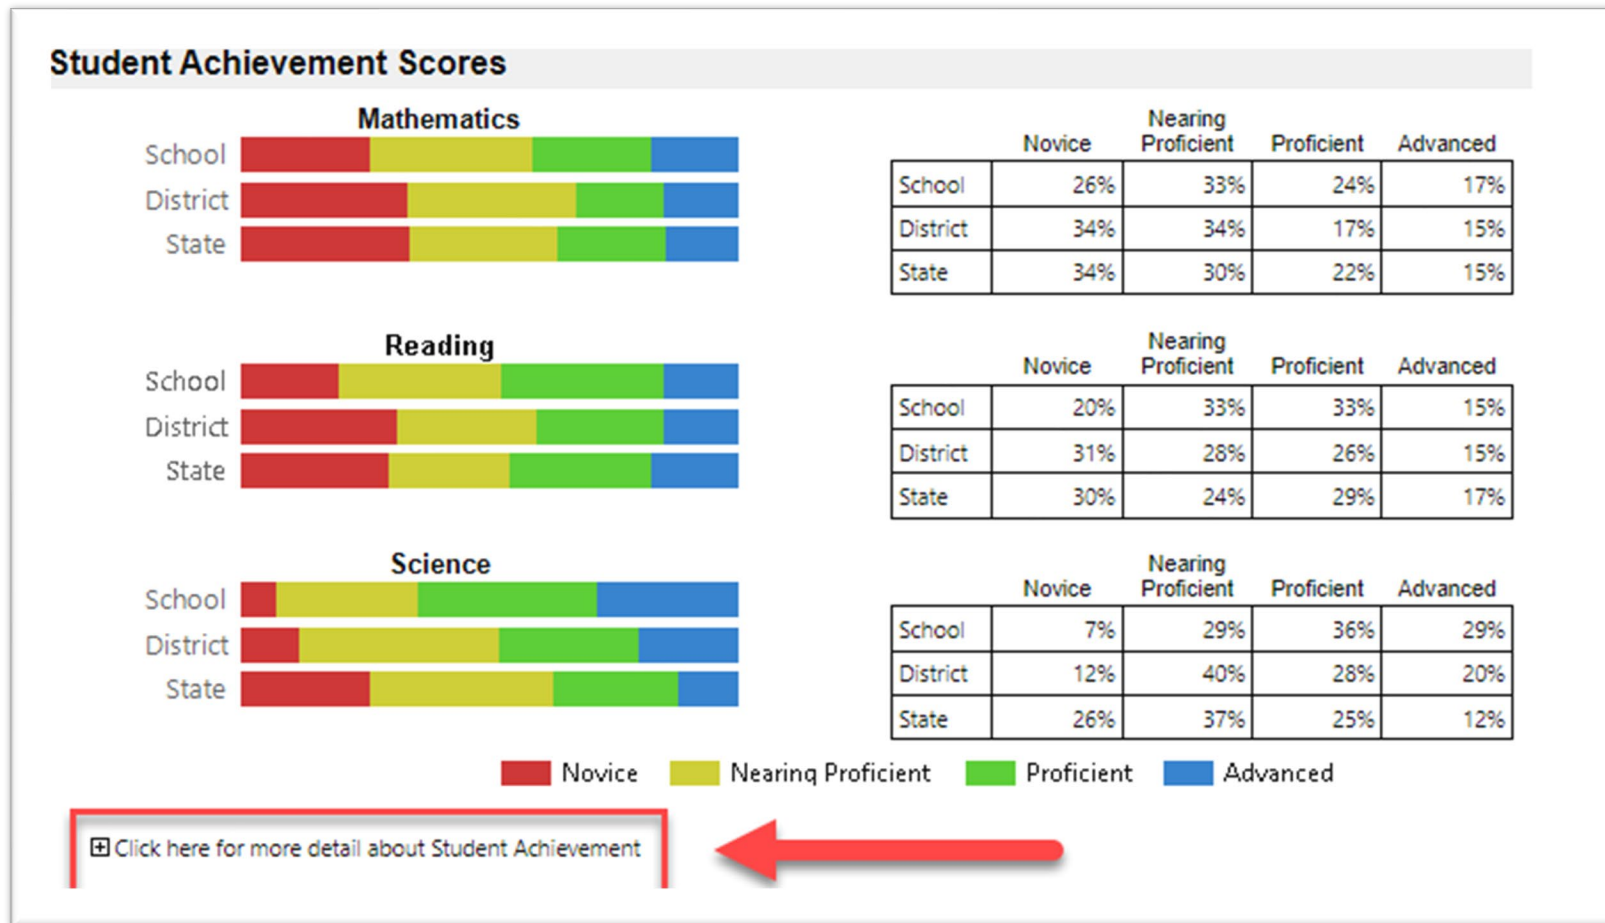 Student Achievement Scores
Mathematics
School
District
State
Novice Nearing Proficient Proficient Advanced
School 26% 33% 24% 17%
District 34% 34% 17% 15%
State 34% 30% 22% 15%
Reading
School
District
State
Novice Nearing Proficient Proficient Advanced
School 20% 33% 33% 15%
District 31% 28% 26% 15%
State 30% 24% 29% 17%
Science
School
District
State
Novice Nearing Proficient Proficient Advanced
School 7% 29% 36% 29%
District 12% 40% 28% 20%
State 26% 37% 25% 12%
Novice Nearing Proficient Proficient Advanced
Click here for more detail about Student Achievement